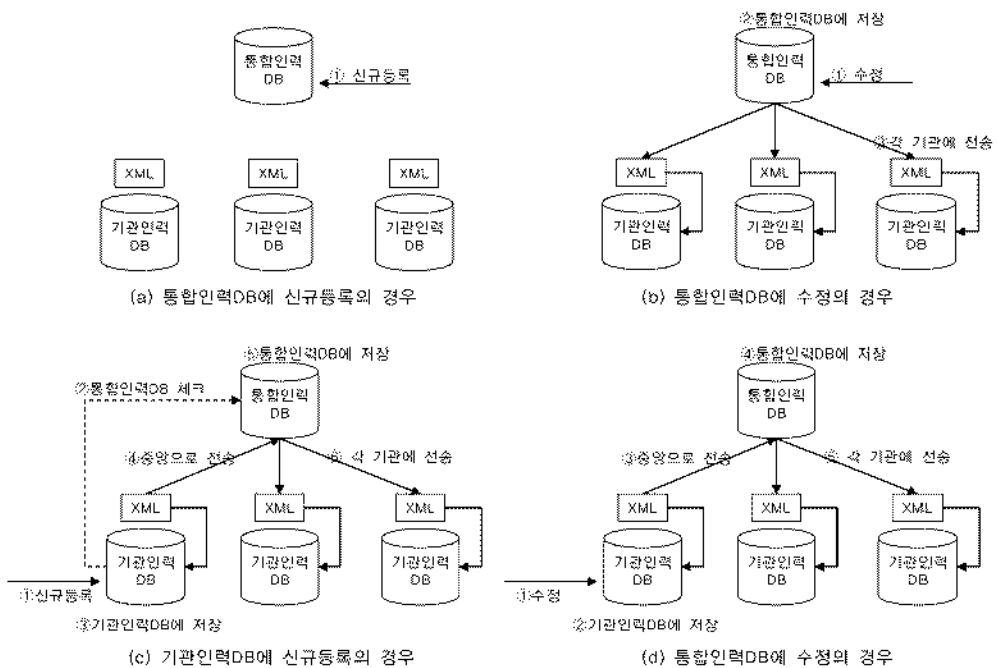 통합인력
DB
① 신규등록
XML
XML
XML
기관인력
DB
기관인력
DB
기관인력
DB
(a) 통합인력DB에 신규등록의 경우
②통합인력DB에 저장
통합인력
DB
① 수정
③각 기관에 전송
XML
XML
XML
기관인력
DB
기관인력
DB
기관인력
DB
(b) 통합인력DB에 수정의 경우
⑤통합인력DB에 저장
②통합인력DB 체크
통합인력
DB
④중앙으로 전송
⑥ 각 기관에 전송
XML
XML
XML
기관인력
DB
기관인력
DB
기관인력
DB
①신규등록
③기관인력DB에 저장
(c) 기관인력DB에 신규등록의 경우
④통합인력DB에 저장
통합인력
DB
③중앙으로 전송
⑤ 각 기관에 전송
XML
XML
XML
기관인력
DB
기관인력
DB
기관인력
DB
①수정
②기관인력DB에 저장
(d) 통합인력DB에 수정의 경우